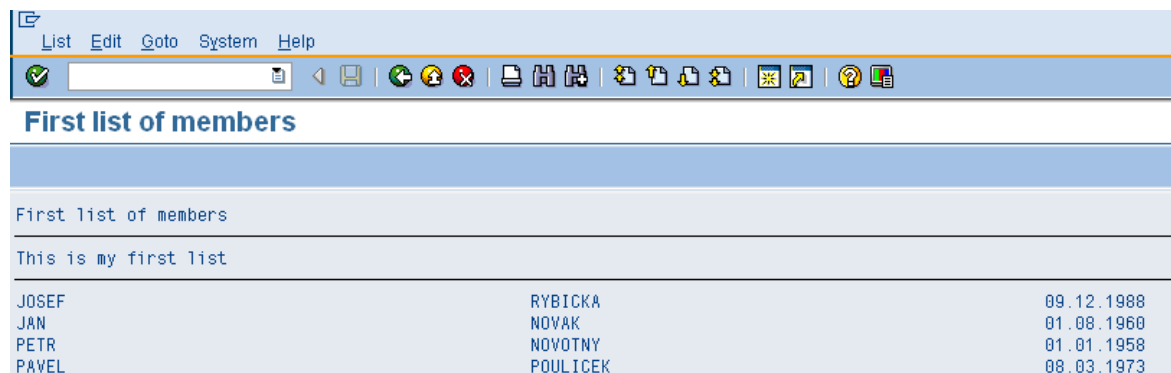 List Edit Goto System Help
First list of members
First list of members
This is my first list
JOSEF RYBICKA 09.12.1988
JAN NOVAK 01.08.1960
PETR NOVOTNY 01.01.1958
PAVEL POULICEK 08.03.1973